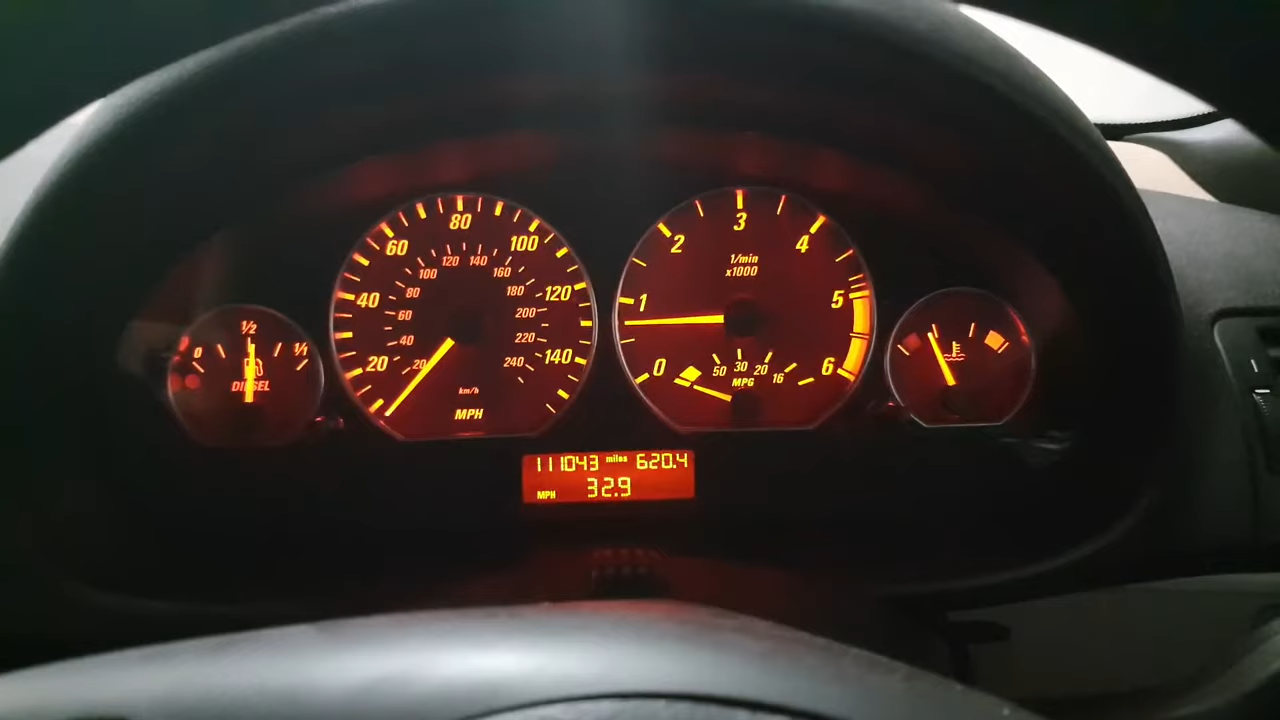 0 1/2 1/1
DIESEL
20 40 60 80 100 120 140
20 40 60 80 100 120 140 160 180 200 220 240
km/h
MPH
0 1 2 3 4 5 6
1/min
x1000
50 30 20 16
MPG
111043 miles 620.4
MPH 32.9